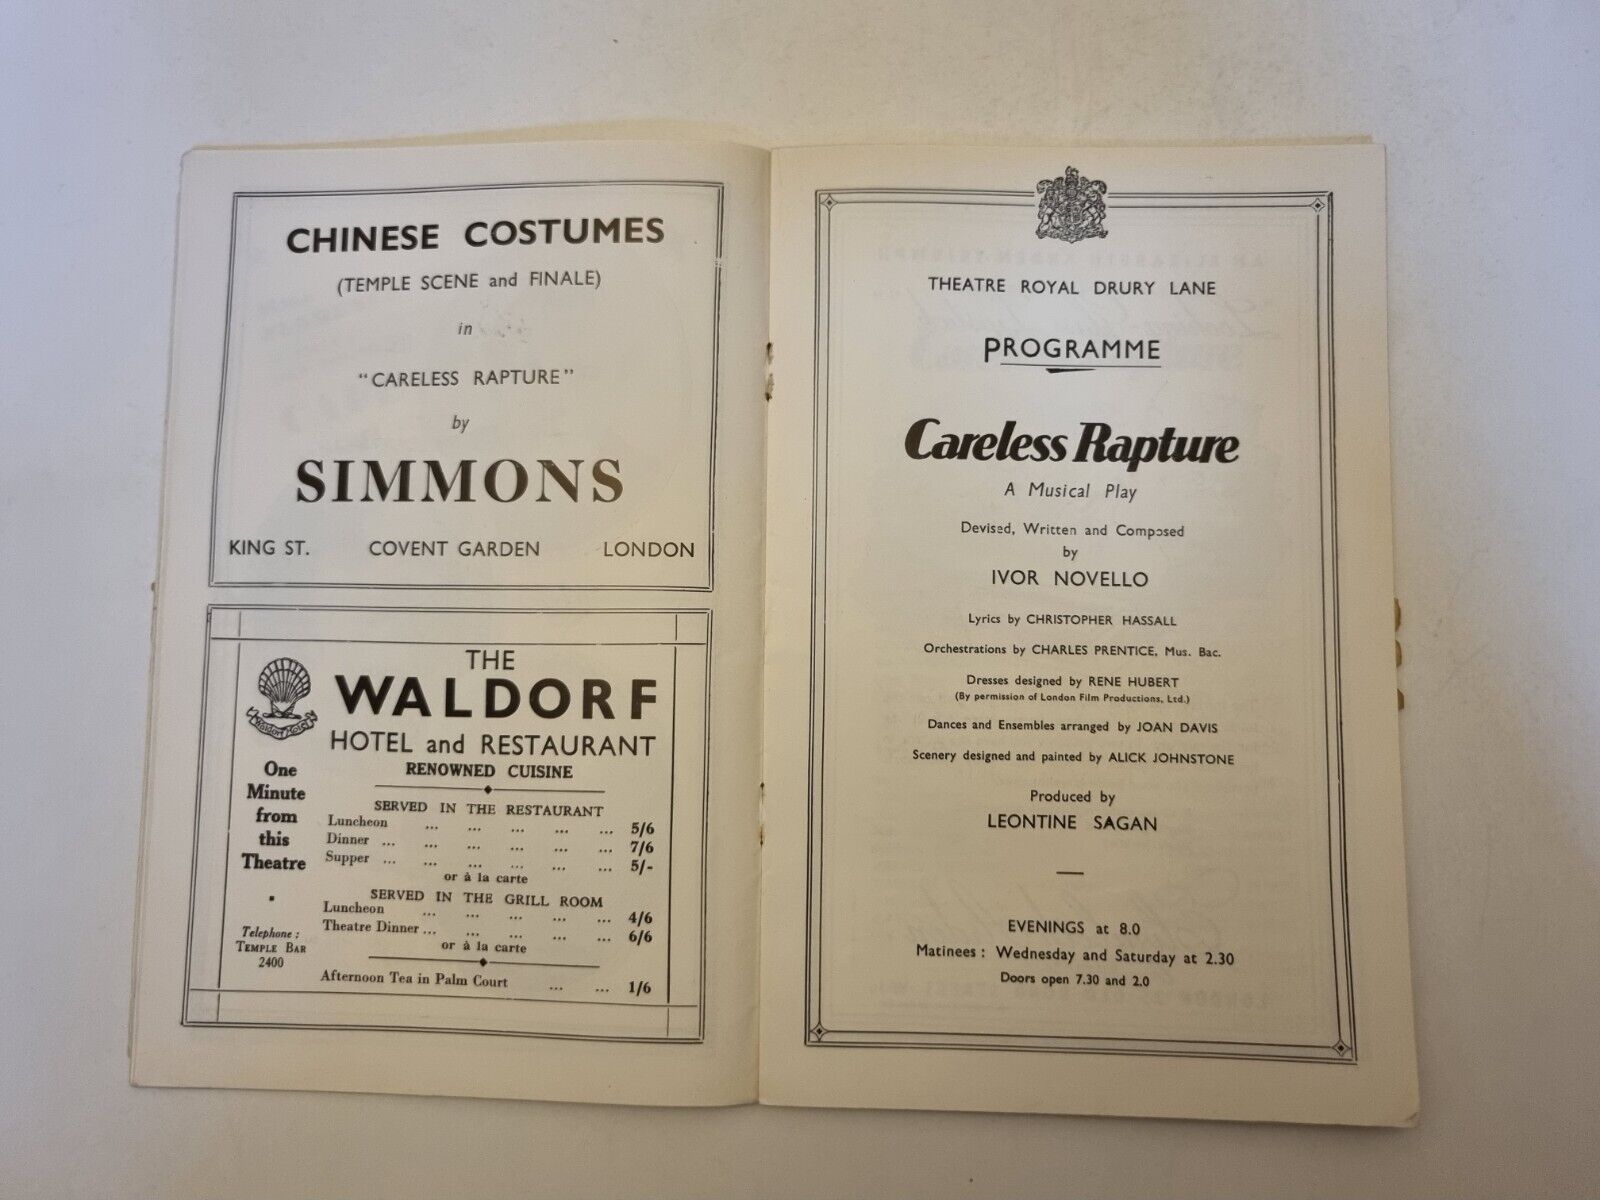 CHINESE COSTUMES
(TEMPLE SCENE and FINALE)
in
"CARELESS RAPTURE"
by
SIMMONS
KING ST. COVENT GARDEN LONDON
Waldorf Hotel
THE
WALDORF
HOTEL and RESTAURANT
RENOWNED CUISINE
One
Minute
from
this
Theatre
Telephone :
TEMPLE BAR
2400
SERVED IN THE RESTAURANT
Luncheon ... ... ... ... ... 5/6
Dinner ... ... ... ... ... ... 7/6
Supper ... ... ... ... ... 5/-
or à la carte
SERVED IN THE GRILL ROOM
Luncheon ... ... ... ... ... 4/6
Theatre Dinner ... ... ... ... ... 6/6
or à la carte
Afternoon Tea in Palm Court ... ... 1/6
THEATRE ROYAL DRURY LANE
PROGRAMME
Careless Rapture
A Musical Play
Devised, Written and Composed
by
IVOR NOVELLO
Lyrics by CHRISTOPHER HASSALL
Orchestrations by CHARLES PRENTICE, Mus. Bac.
Dresses designed by RENE HUBERT
(By permission of London Film Productions, Ltd.)
Dances and Ensembles arranged by JOAN DAVIS
Scenery designed and painted by ALICK JOHNSTONE
Produced by
LEONTINE SAGAN
EVENINGS at 8.0
Matinees : Wednesday and Saturday at 2.30
Doors open 7.30 and 2.0